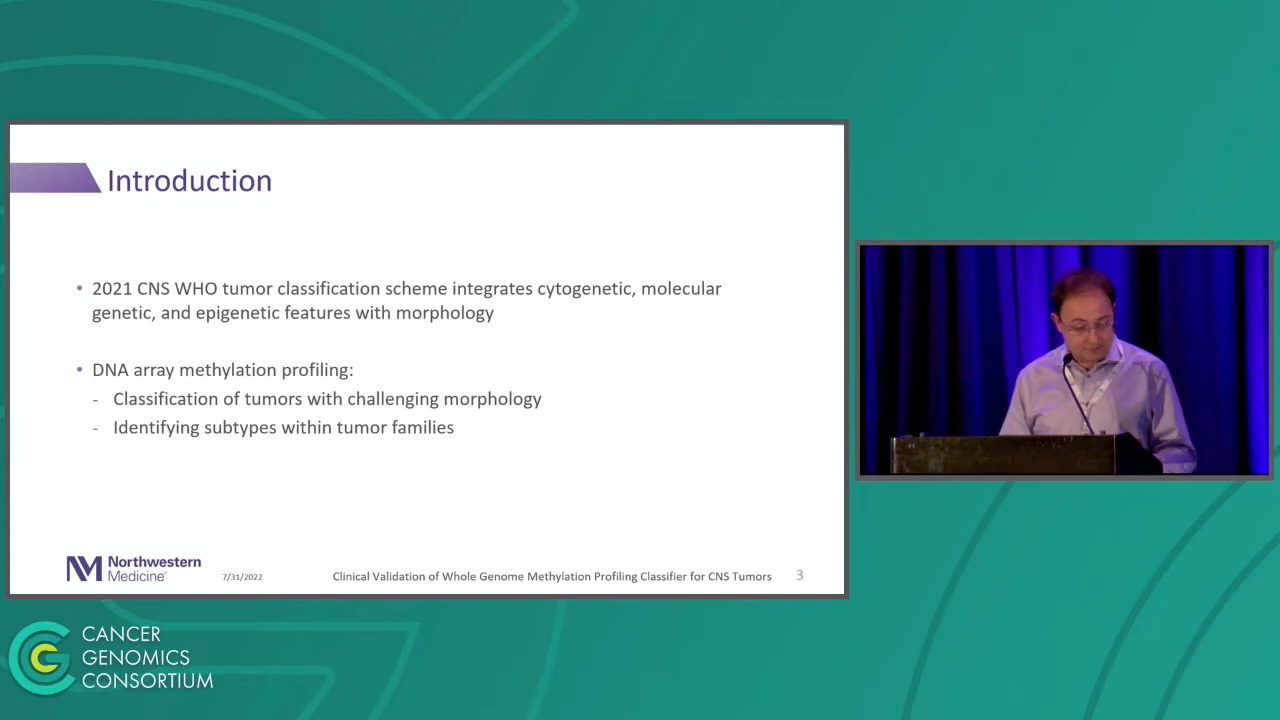 Introduction
• 2021 CNS WHO tumor classification scheme integrates cytogenetic, molecular
genetic, and epigenetic features with morphology
• DNA array methylation profiling:
- Classification of tumors with challenging morphology
- Identifying subtypes within tumor families
Northwestern
Medicine®
7/31/2022
Clinical Validation of Whole Genome Methylation Profiling Classifier for CNS Tumors
3
CANCER
GENOMICS
CONSORTIUM